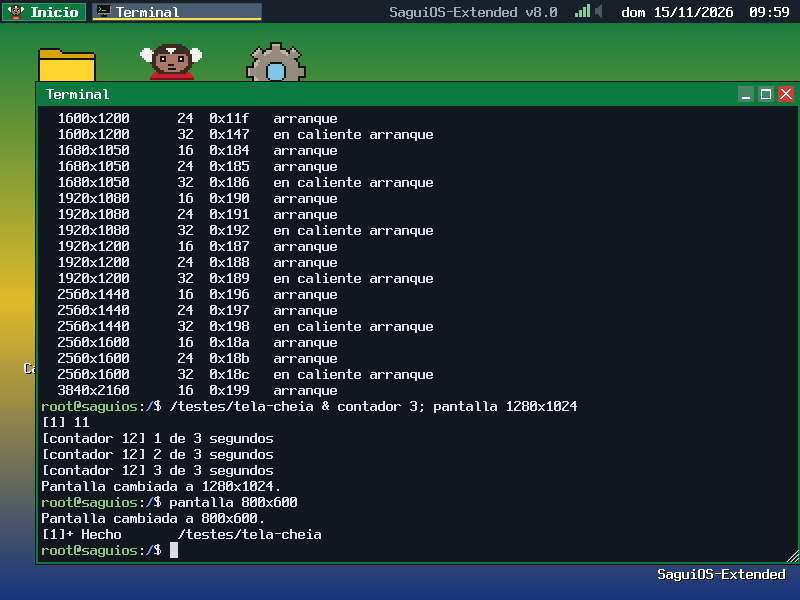 Inicio Terminal SaguiOS-Extended v8.0 dom 15/11/2026 09:59
Terminal
1600x1200 24 0x11f arranque
1600x1200 32 0x147 en caliente arranque
1680x1050 16 0x184 arranque
1680x1050 24 0x185 arranque
1680x1050 32 0x186 en caliente arranque
1920x1080 16 0x190 arranque
1920x1080 24 0x191 arranque
1920x1080 32 0x192 en caliente arranque
1920x1200 16 0x187 arranque
1920x1200 24 0x188 arranque
1920x1200 32 0x189 en caliente arranque
2560x1440 16 0x196 arranque
2560x1440 24 0x197 arranque
2560x1440 32 0x198 en caliente arranque
2560x1600 16 0x18a arranque
2560x1600 24 0x18b arranque
2560x1600 32 0x18c en caliente arranque
3840x2160 16 0x199 arranque
root@saguios:/$ /testes/tela-cheia & contador 3; pantalla 1280x1024
[1] 11
[contador 12] 1 de 3 segundos
[contador 12] 2 de 3 segundos
[contador 12] 3 de 3 segundos
Pantalla cambiada a 1280x1024.
root@saguios:/$ pantalla 800x600
Pantalla cambiada a 800x600.
[1]+ Hecho /testes/tela-cheia
root@saguios:/$
SaguiOS-Extended